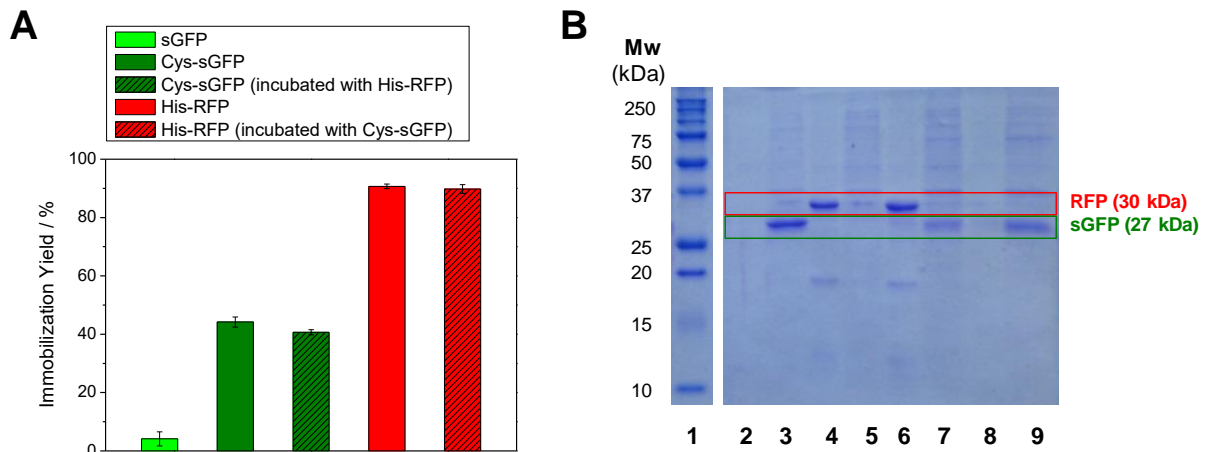 A
sGFP
Cys-sGFP
Cys-sGFP (incubated with His-RFP)
His-RFP
His-RFP (incubated with Cys-sGFP)
100
80
60
40
20
0
Immobilization Yield / %
B
Mw
(kDa)
250
75
50
37
25
20
15
10
RFP (30 kDa)
sGFP (27 kDa)
1 2 3 4 5 6 7 8 9